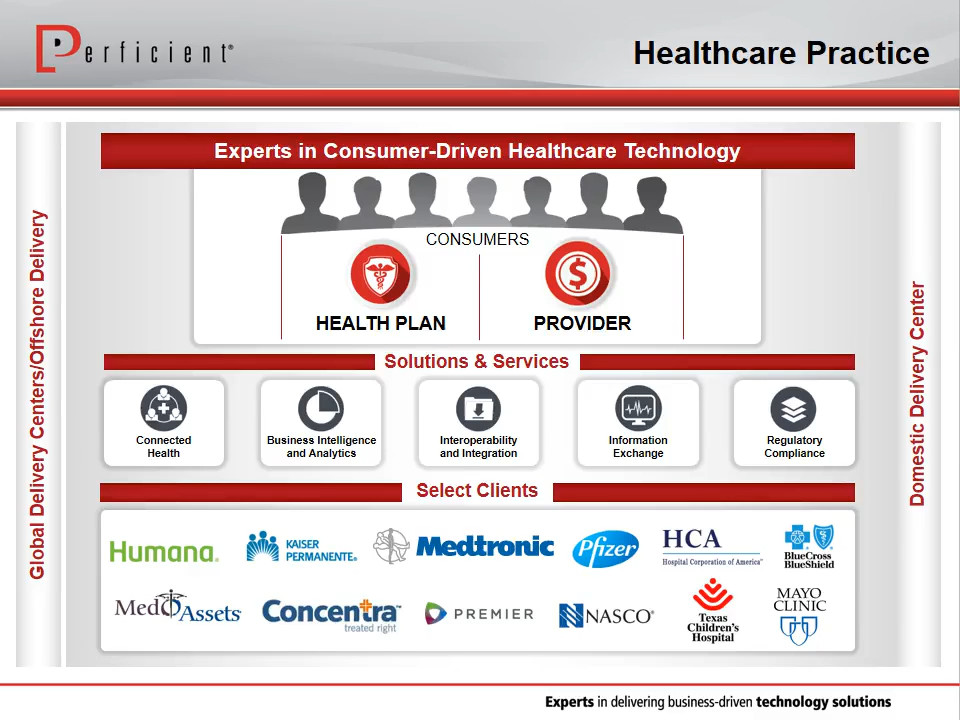 Perficient®
Healthcare Practice
Global Delivery Centers/Offshore Delivery
Experts in Consumer-Driven Healthcare Technology
CONSUMERS
HEALTH PLAN
PROVIDER
Solutions & Services
Connected
Health
Business Intelligence
and Analytics
Interoperability
and Integration
Information
Exchange
Regulatory
Compliance
Select Clients
Humana.
KAISER
PERMANENTE®
Medtronic
Pfizer
HCA
Hospital Corporation of America™
BlueCross
BlueShield
MedAssets
Concentra™
treated right
PREMIER
NASCO®
Texas
Children's
Hospital
MAYO
CLINIC
Domestic Delivery Center
Experts in delivering business-driven technology solutions